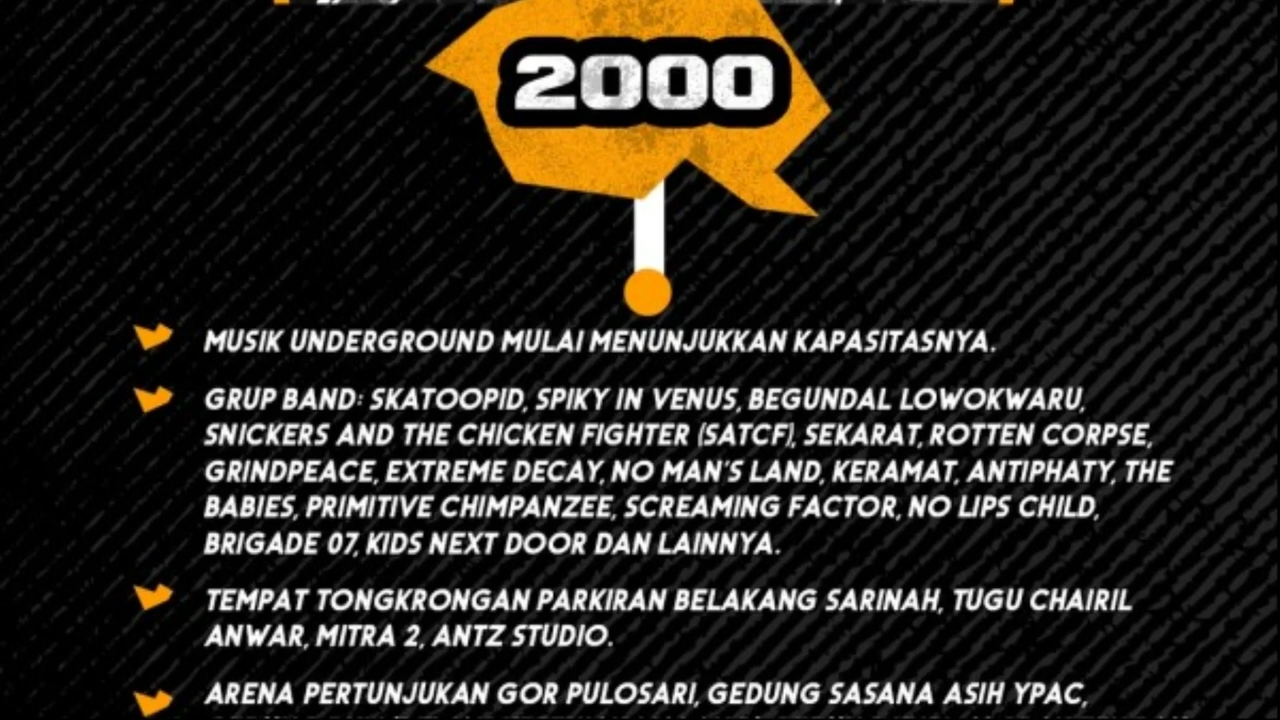 2000
MUSIK UNDERGROUND MULAI MENUNJUKKAN KAPASITASNYA.
GRUP BAND: SKATOOPID, SPIKY IN VENUS, BEGUNDAL LOWOKWARU,
SNICKERS AND THE CHICKEN FIGHTER (SATCF), SEKARAT, ROTTEN CORPSE,
GRINDPEACE, EXTREME DECAY, NO MAN'S LAND, KERAMAT, ANTIPHATY, THE
BABIES, PRIMITIVE CHIMPANZEE, SCREAMING FACTOR, NO LIPS CHILD,
BRIGADE 07, KIDS NEXT DOOR DAN LAINNYA.
TEMPAT TONGKRONGAN PARKIRAN BELAKANG SARINAH, TUGU CHAIRIL
ANWAR, MITRA 2, ANTZ STUDIO.
ARENA PERTUNJUKAN GOR PULOSARI, GEDUNG SASANA ASIH YPAC,